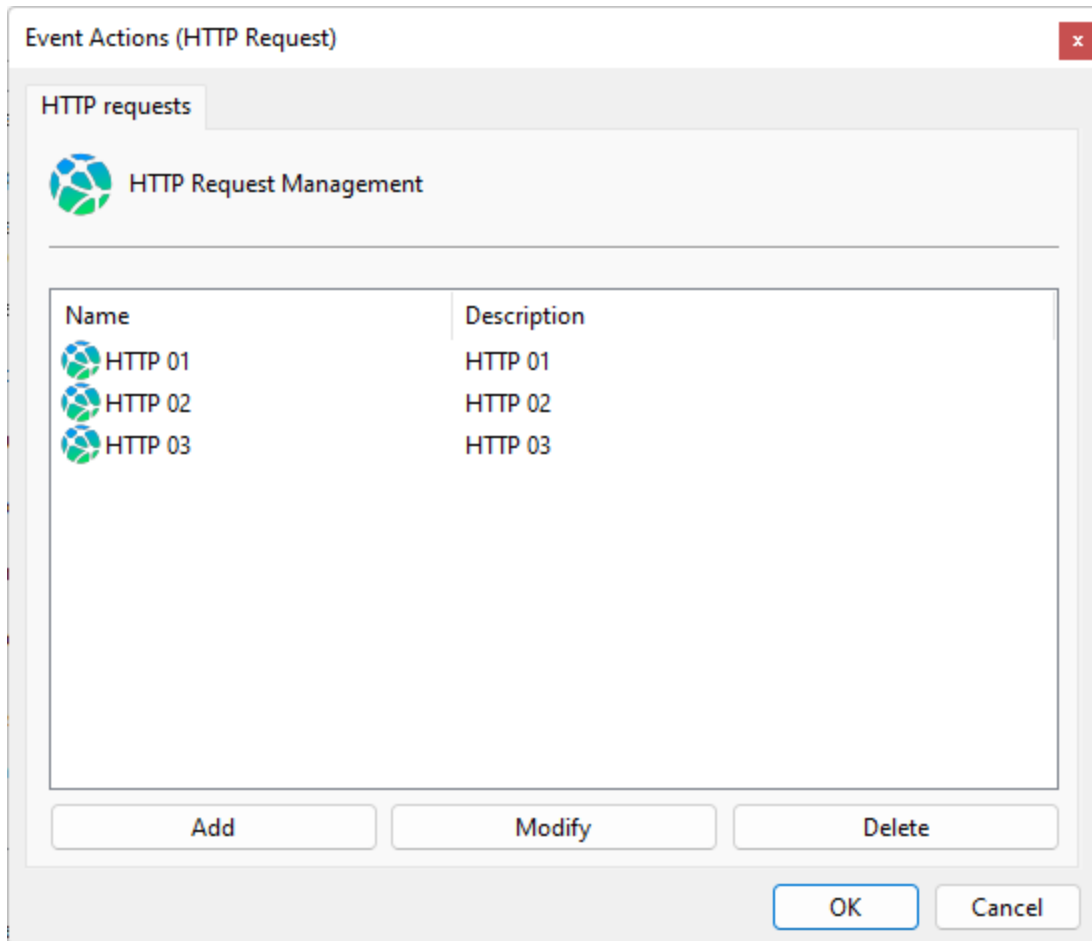 Event Actions (HTTP Request)
x
HTTP requests
HTTP Request Management
Name Description
HTTP 01 HTTP 01
HTTP 02 HTTP 02
HTTP 03 HTTP 03
Add Modify Delete
OK Cancel